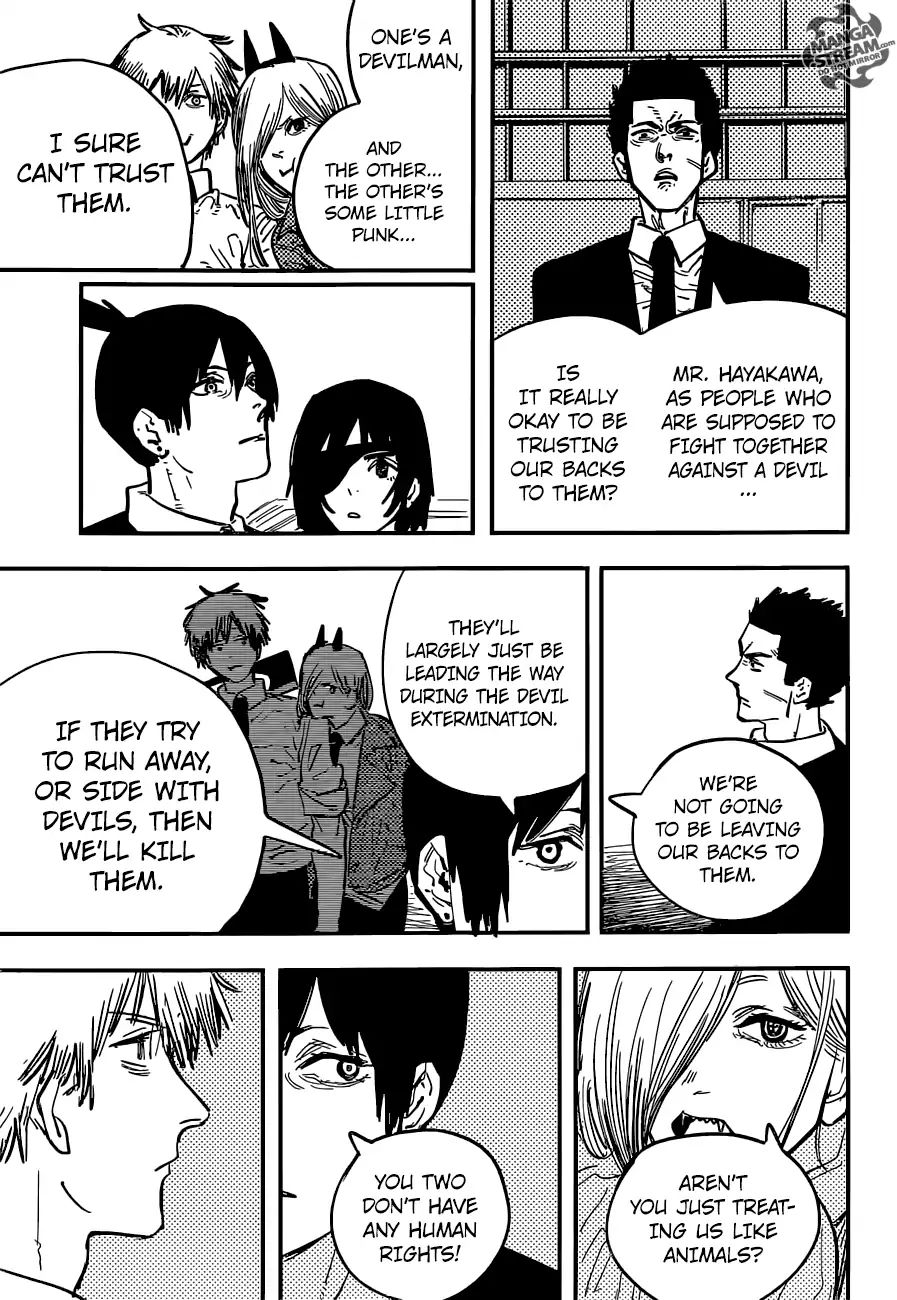 MANGA
STREAM.com
DO NOT MIRROR
MR. HAYAKAWA,
AS PEOPLE WHO
ARE SUPPOSED TO
FIGHT TOGETHER
AGAINST A DEVIL
...
IS
IT REALLY
OKAY TO BE
TRUSTING
OUR BACKS
TO THEM?
ONE'S A
DEVILMAN,
AND
THE OTHER...
THE OTHER'S
SOME LITTLE
PUNK...
I SURE
CAN'T TRUST
THEM.
WE'RE
NOT GOING
TO BE LEAVING
OUR BACKS TO
THEM.
THEY'LL
LARGELY JUST BE
LEADING THE WAY
DURING THE DEVIL
EXTERMINATION.
IF THEY TRY
TO RUN AWAY,
OR SIDE WITH
DEVILS, THEN
WE'LL KILL
THEM.
AREN'T
YOU JUST TREAT-
ING US LIKE
ANIMALS?
YOU TWO
DON'T HAVE
ANY HUMAN
RIGHTS!